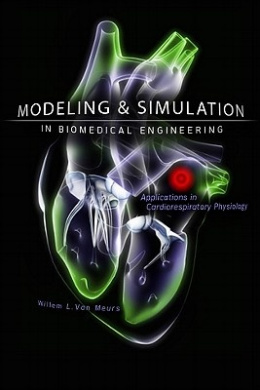 MODELING & SIMULATION
IN BIOMEDICAL ENGINEERING
Applications in
Cardiorespiratory Physiology
Willem L. Van Meurs